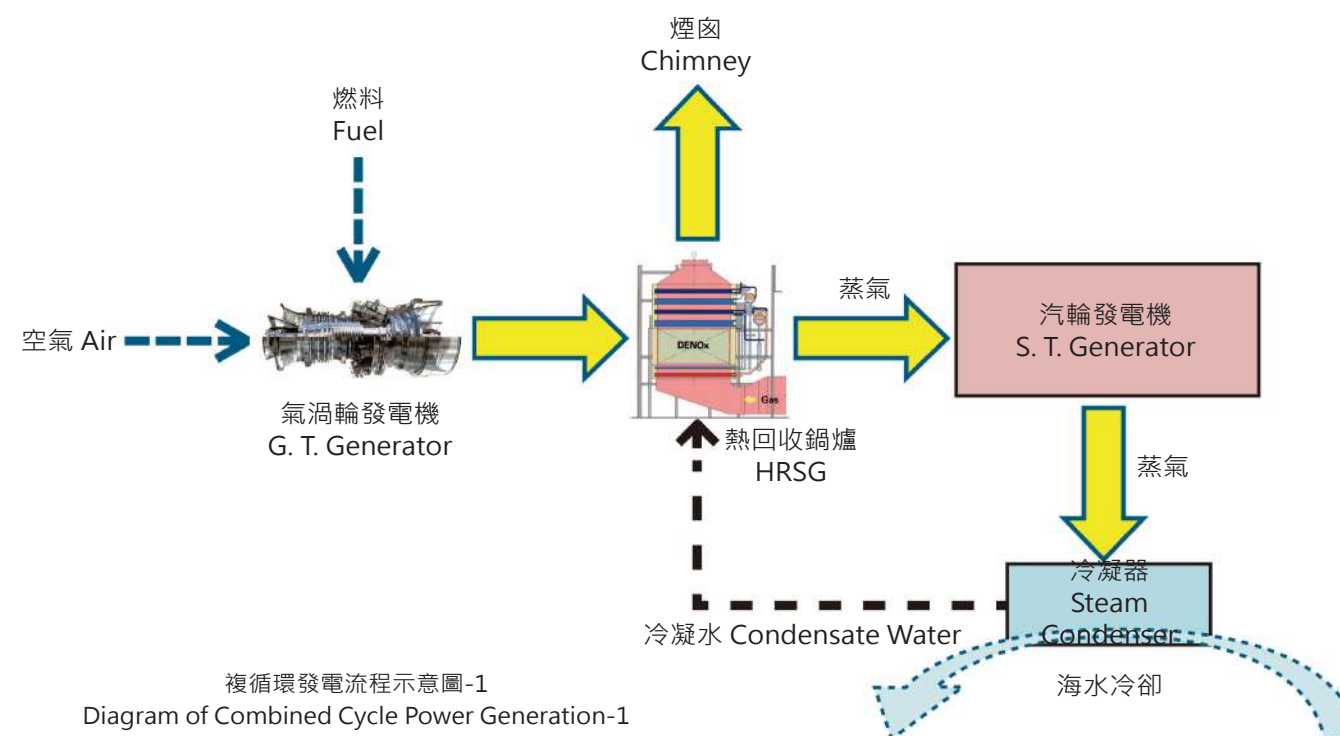 煙囪
Chimney
燃料
Fuel
空氣 Air
氣渦輪發電機
G. T. Generator
DENOx
Gas
熱回收鍋爐
HRSG
蒸氣
汽輪發電機
S. T. Generator
蒸氣
冷凝器
Steam
Condenser
冷凝水 Condensate Water
海水冷卻
複循環發電流程示意圖-1
Diagram of Combined Cycle Power Generation-1